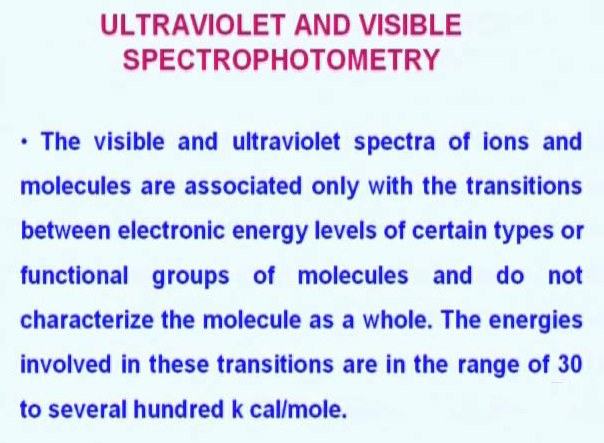 ULTRAVIOLET AND VISIBLE
SPECTROPHOTOMETRY
• The visible and ultraviolet spectra of ions and
molecules are associated only with the transitions
between electronic energy levels of certain types or
functional groups of molecules and do not
characterize the molecule as a whole. The energies
involved in these transitions are in the range of 30
to several hundred k cal/mole.